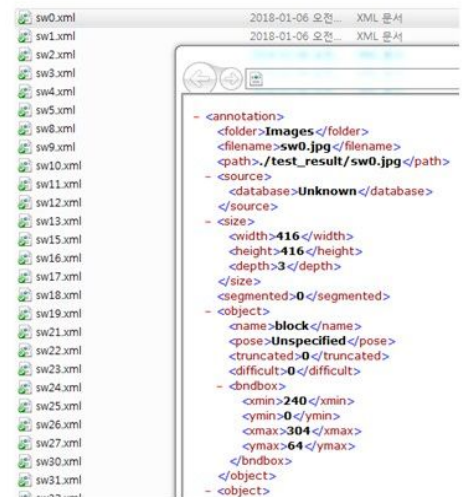 sw0.xml 2018-01-06 오전... XML 문서
sw1.xml 2018-01-06 오전... XML 문서
sw2.xml
sw3.xml
sw4.xml
sw5.xml
sw8.xml
sw9.xml
sw10.xml
sw11.xml
sw12.xml
sw13.xml
sw15.xml
sw16.xml
sw17.xml
sw18.xml
sw19.xml
sw21.xml
sw22.xml
sw23.xml
sw24.xml
sw25.xml
sw26.xml
sw27.xml
sw30.xml
sw31.xml
- <annotation>
<folder>Images</folder>
<filename>sw0.jpg</filename>
<path>./test_result/sw0.jpg</path>
- <source>
<database>Unknown</database>
</source>
- <size>
<width>416</width>
<height>416</height>
<depth>3</depth>
</size>
<segmented>0</segmented>
- <object>
<name>block</name>
<pose>Unspecified</pose>
<truncated>0</truncated>
<difficult>0</difficult>
- <bndbox>
<xmin>240</xmin>
<ymin>0</ymin>
<xmax>304</xmax>
<ymax>64</ymax>
</bndbox>
</object>
- <object>